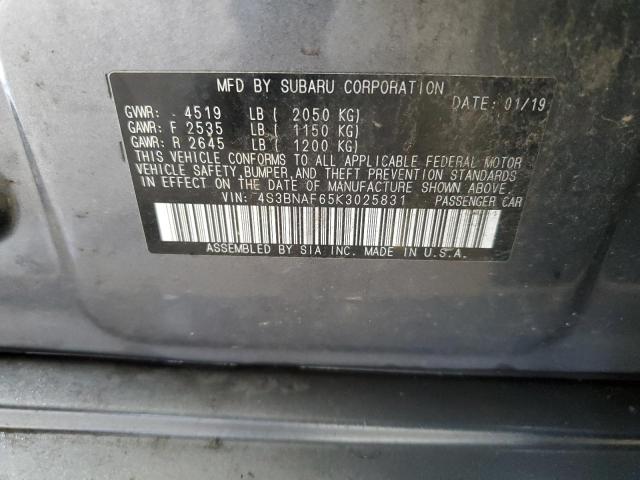 MFD BY SUBARU CORPORATION
DATE: 01/19
GVWR: 4519 LB ( 2050 KG)
GAWR: F 2535 LB ( 1150 KG)
GAWR: R 2645 LB ( 1200 KG)
THIS VEHICLE CONFORMS TO ALL APPLICABLE FEDERAL MOTOR
VEHICLE SAFETY, BUMPER, AND THEFT PREVENTION STANDARDS
IN EFFECT ON THE DATE OF MANUFACTURE SHOWN ABOVE.
VIN: 4S3BNAF65K3025831 PASSENGER CAR
ASSEMBLED BY SIA INC. MADE IN U.S.A.